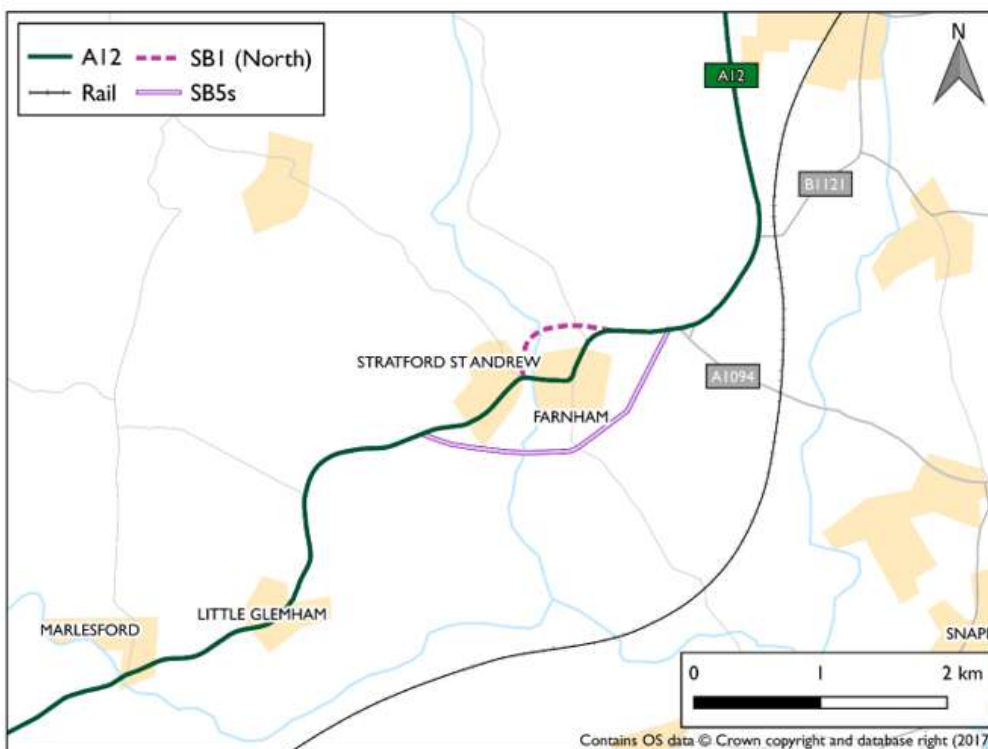 A12
SB1 (North)
Rail
SB5s
N
A12
B1121
STRATFORD ST ANDREW
A1094
FARNHAM
LITTLE GLEMHAM
MARLESFORD
SNAPE
0 1 2 km
Contains OS data © Crown copyright and database right (2017